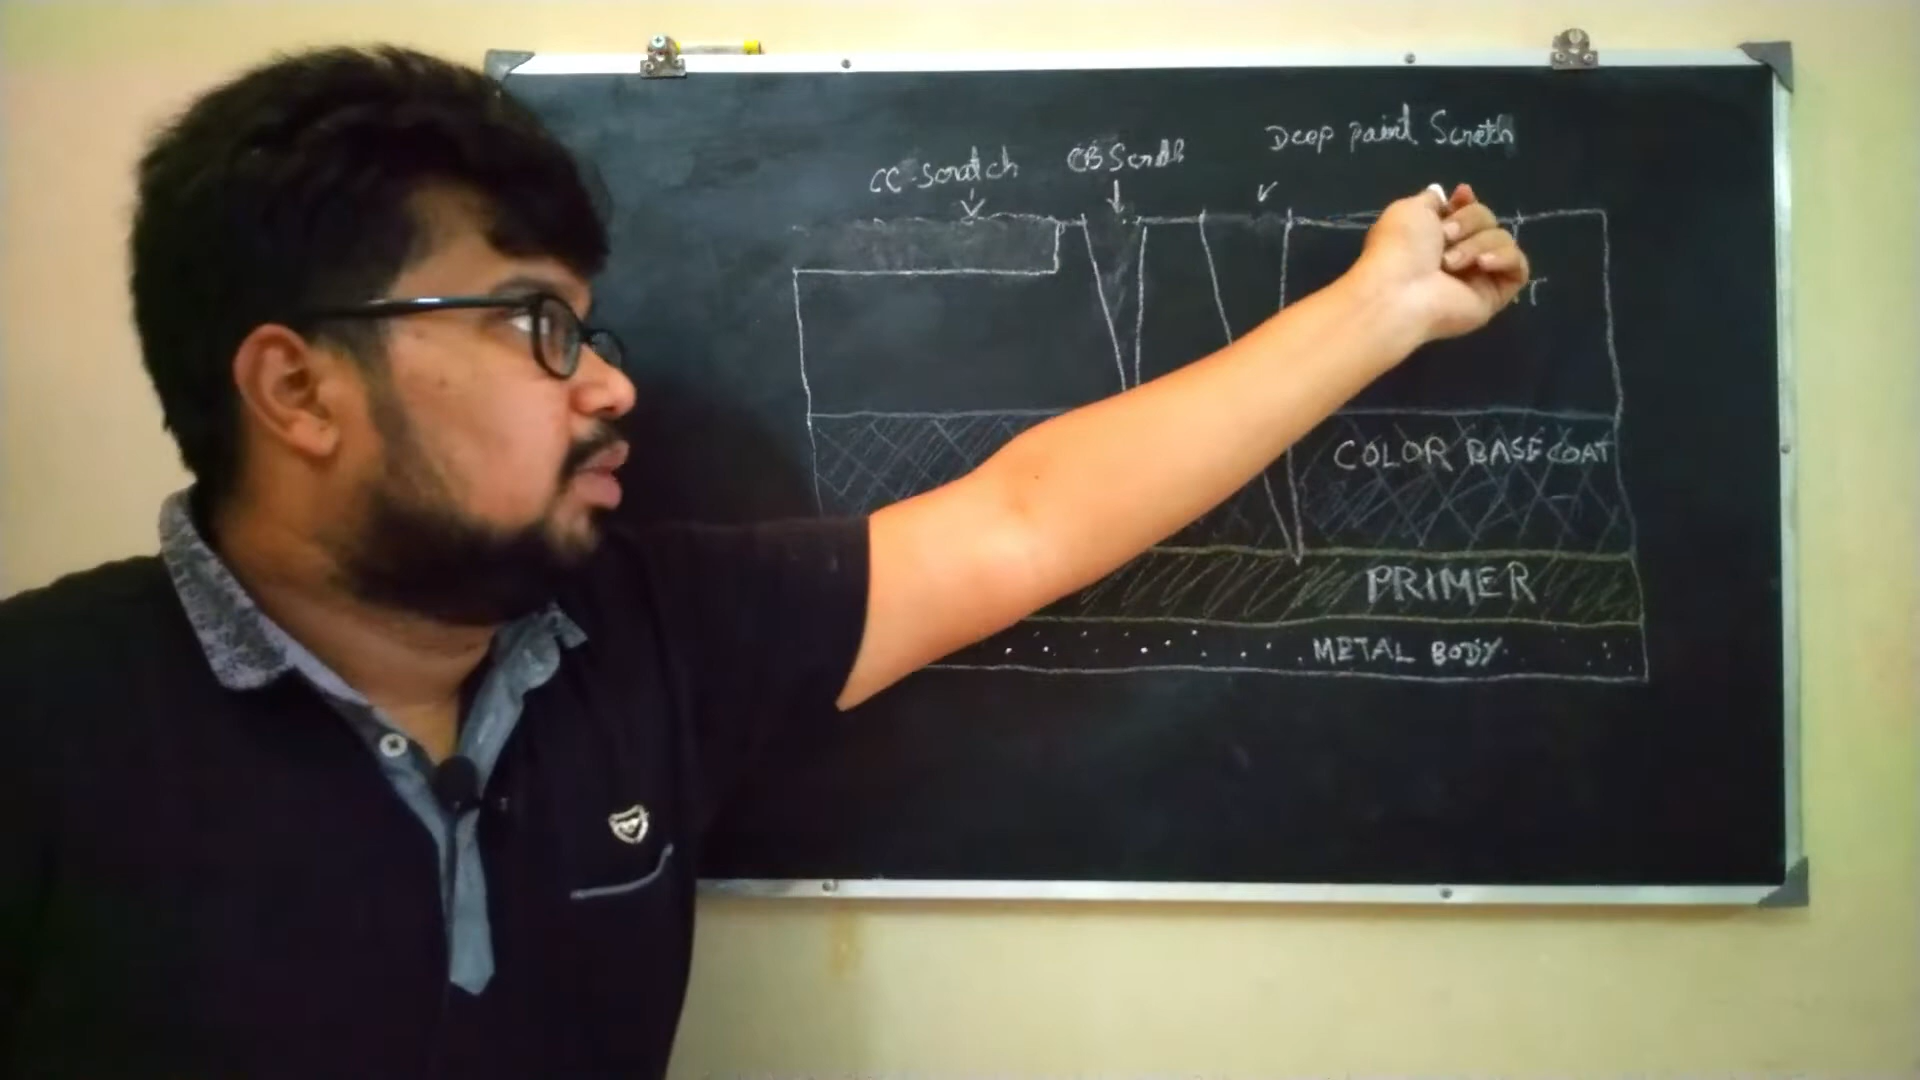 Deep paint Scratch
CC-Scratch
CB Scratch
COLOR BASECOAT
PRIMER
METAL BODY